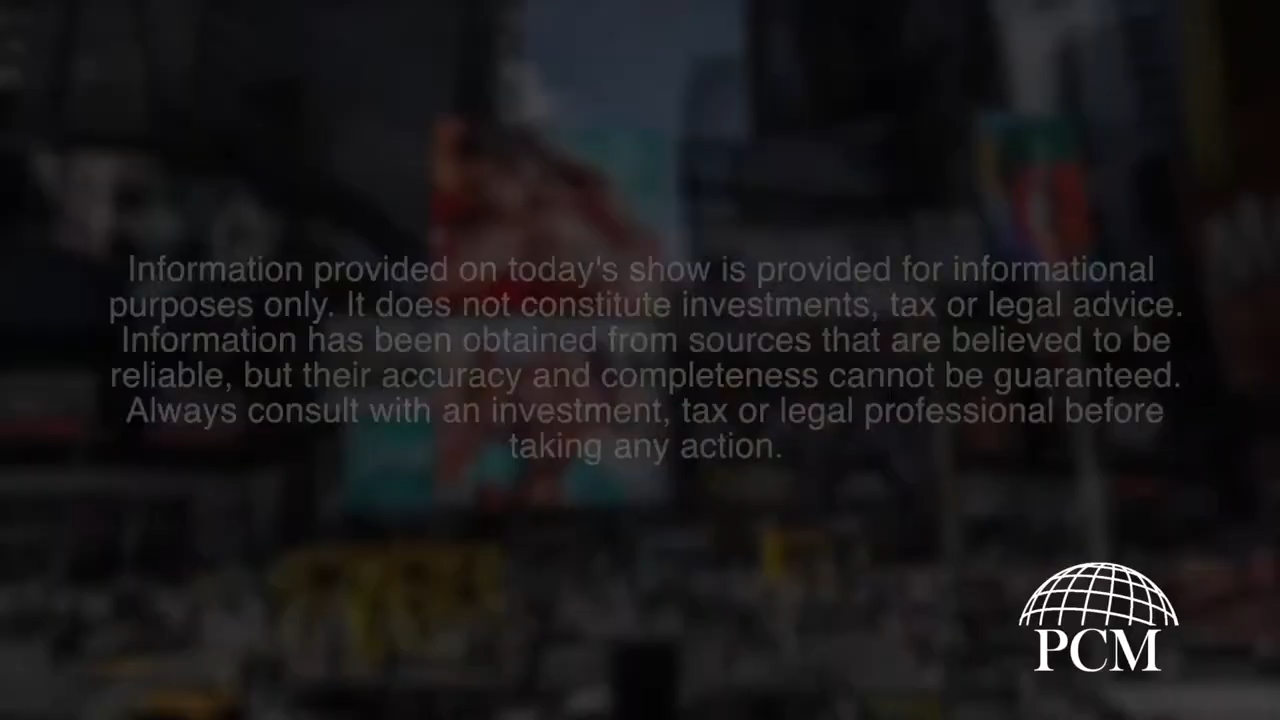 Information provided on today's show is provided for informational
purposes only. It does not constitute investments, tax or legal advice.
Information has been obtained from sources that are believed to be
reliable, but their accuracy and completeness cannot be guaranteed.
Always consult with an investment, tax or legal professional before
taking any action.
PCM